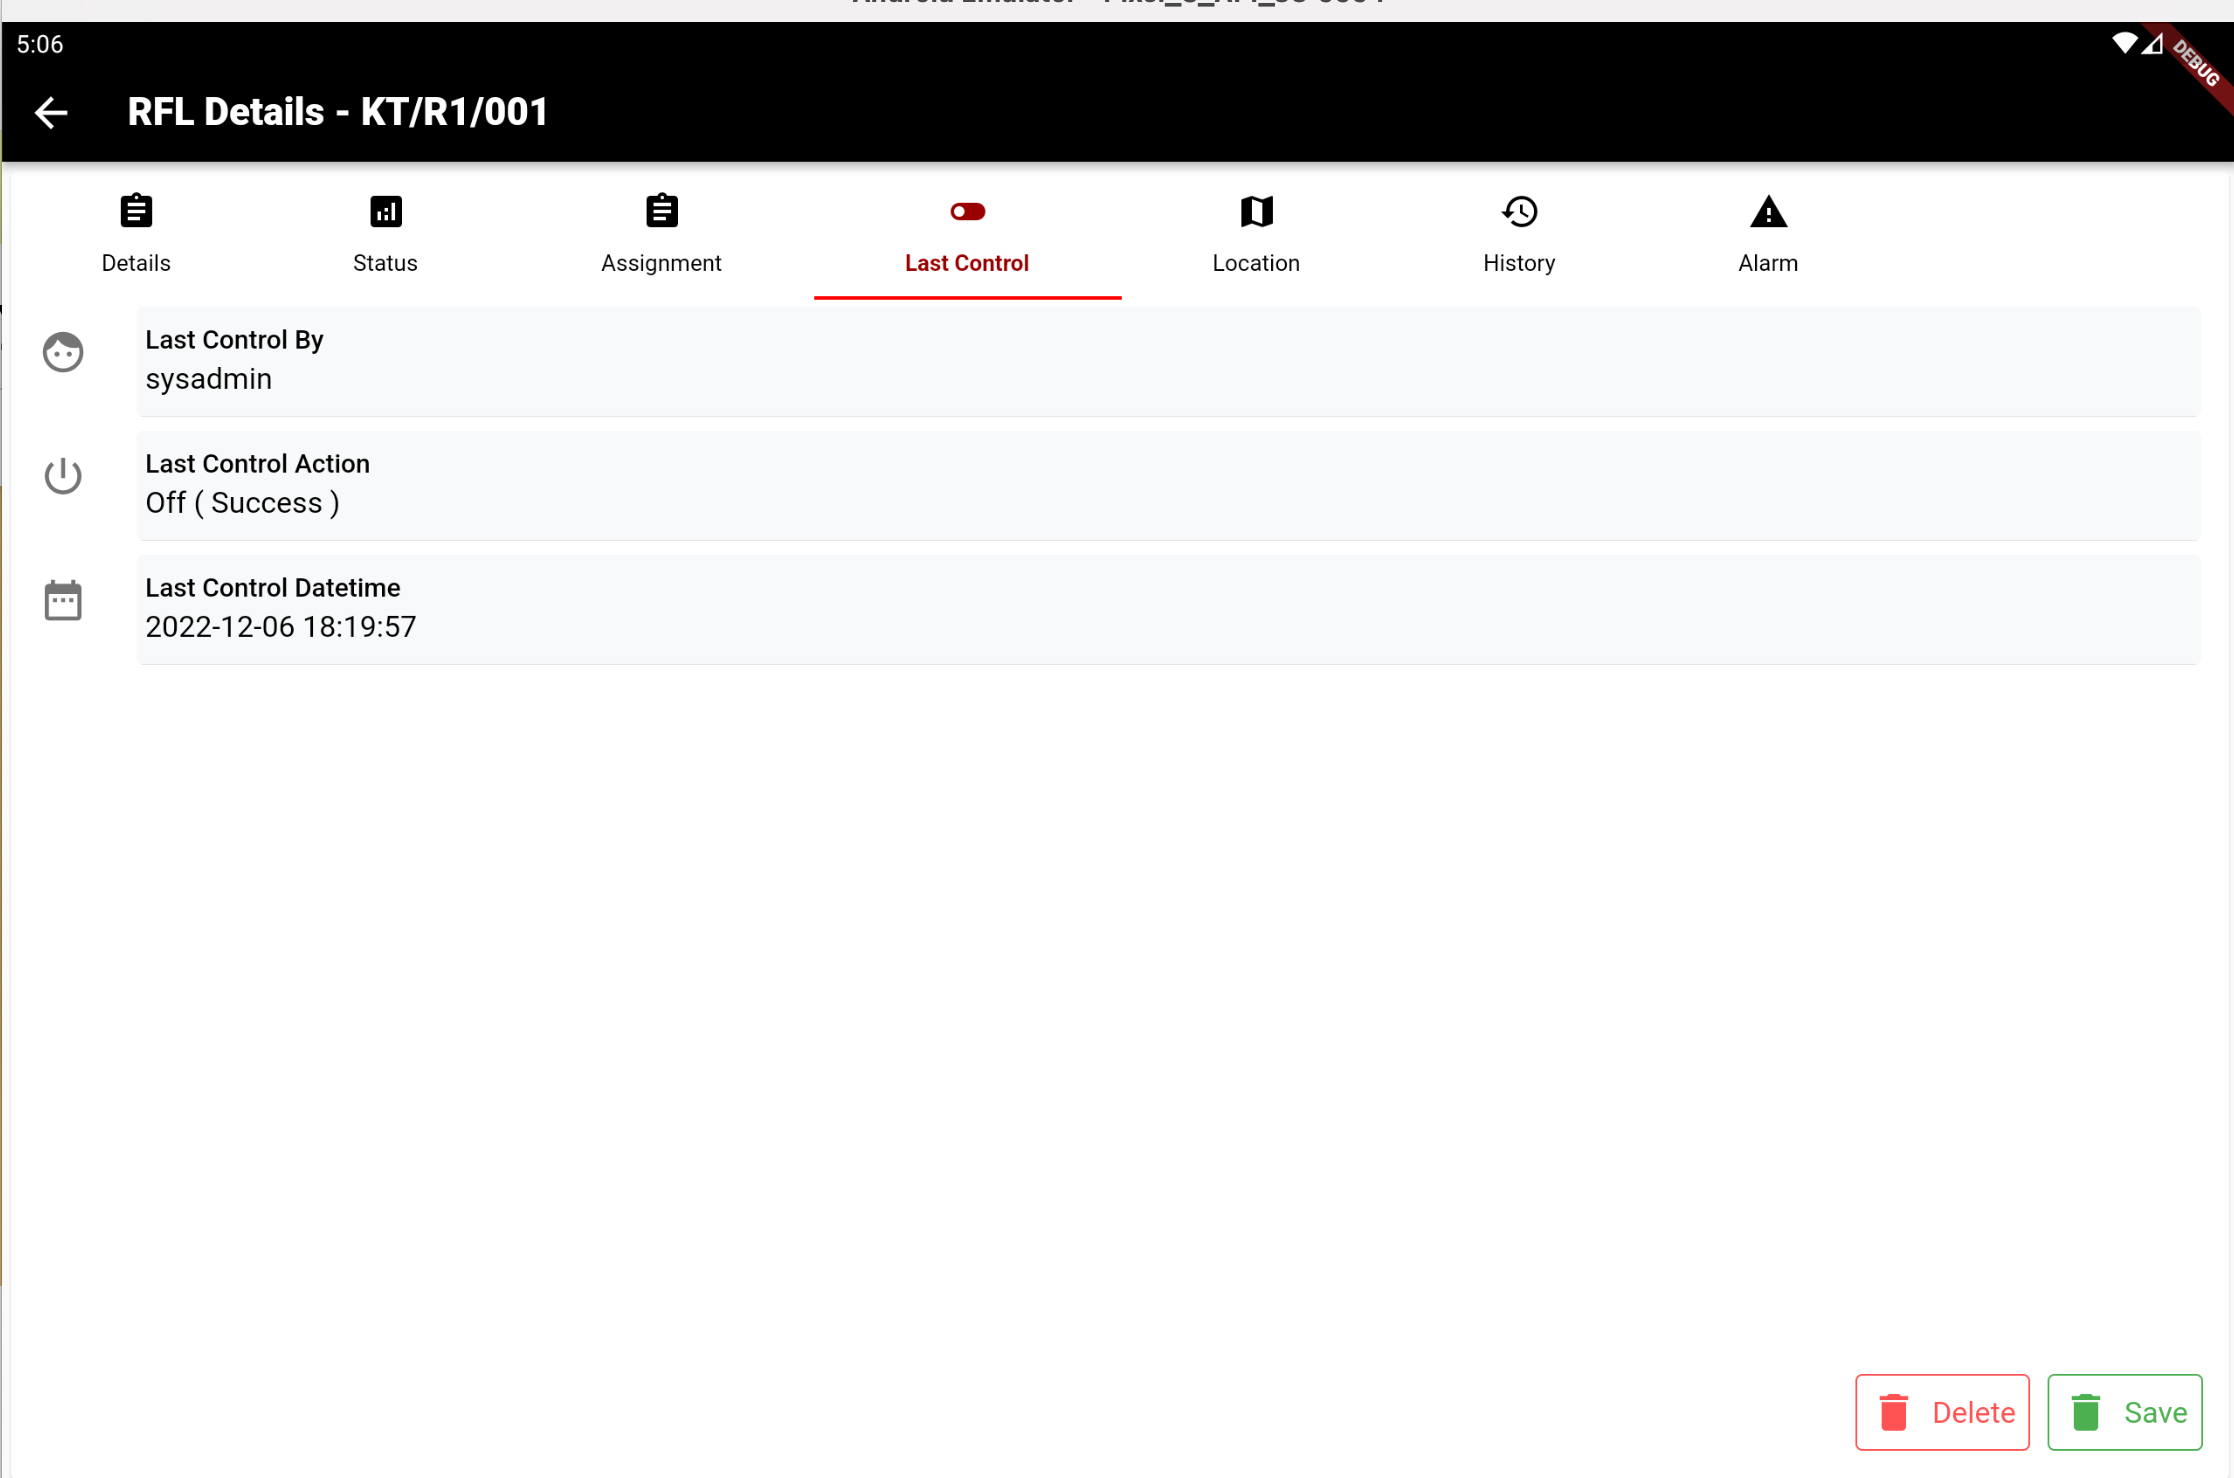 5:06
DEBUG
RFL Details - KT/R1/001
Details
Status
Assignment
Last Control
Location
History
Alarm
Last Control By
sysadmin
Last Control Action
Off ( Success )
Last Control Datetime
2022-12-06 18:19:57
Delete
Save